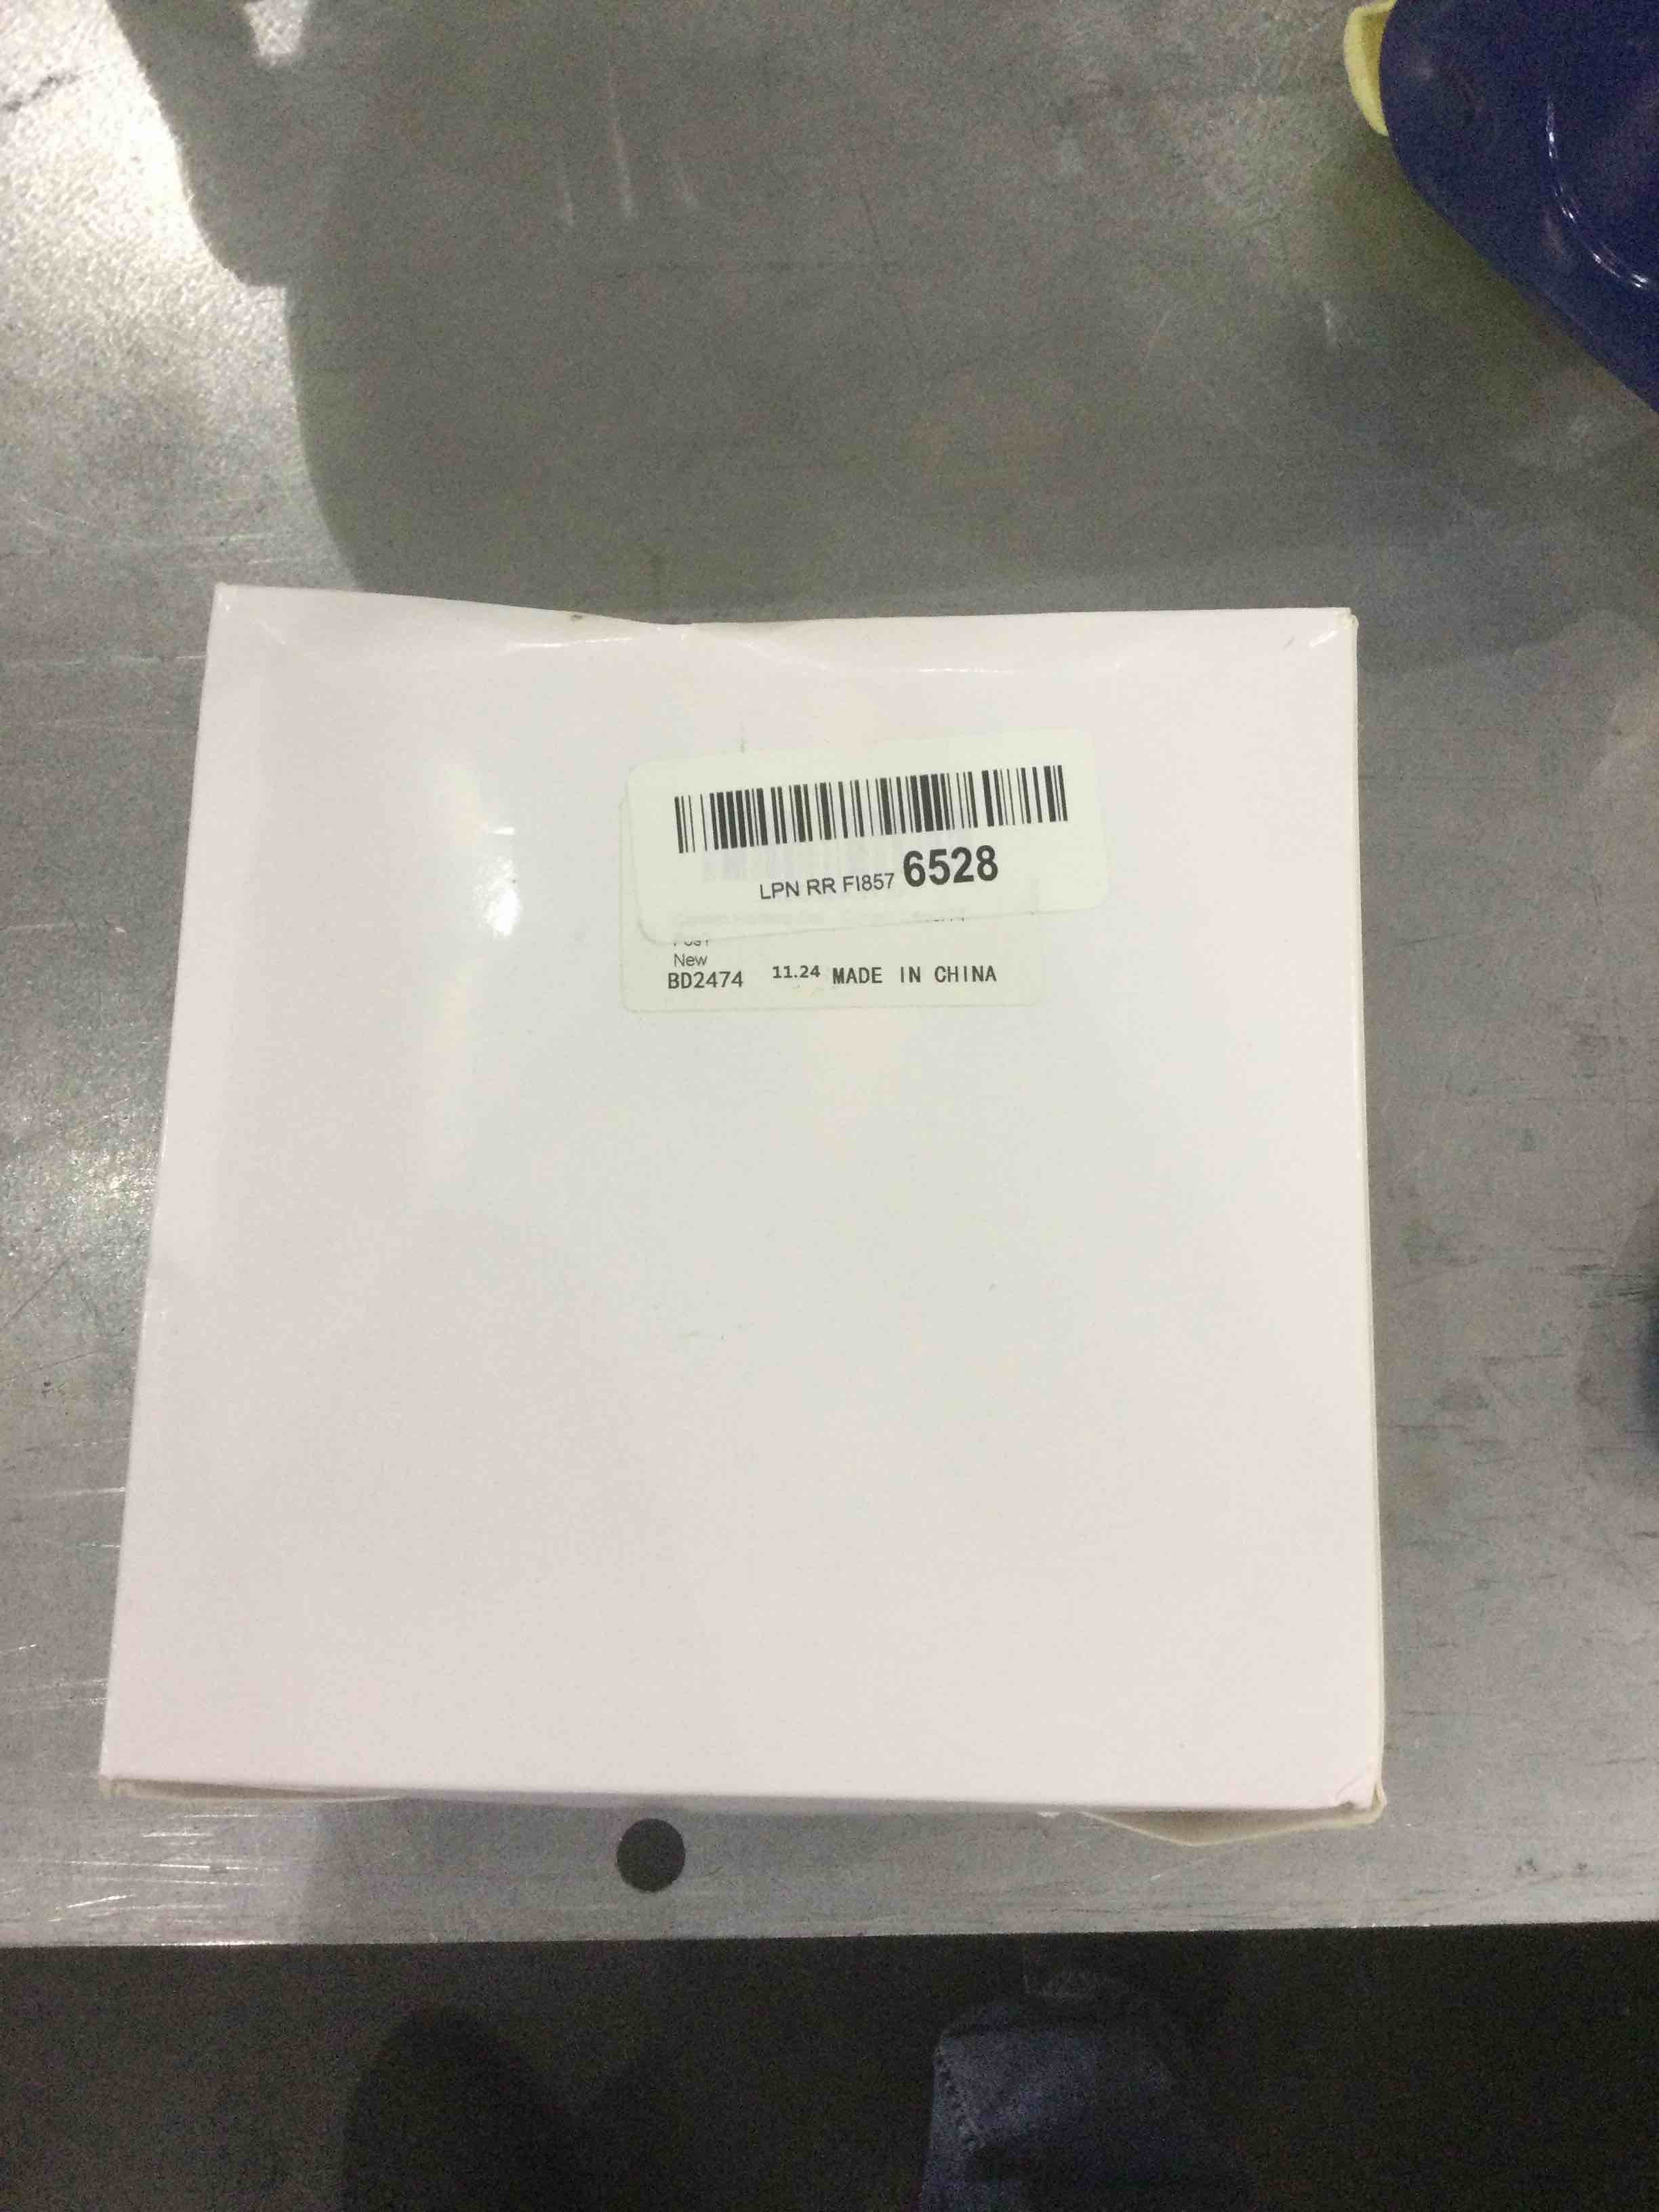 LPN RR FI857 6528
New
BD2474 11.24 MADE IN CHINA